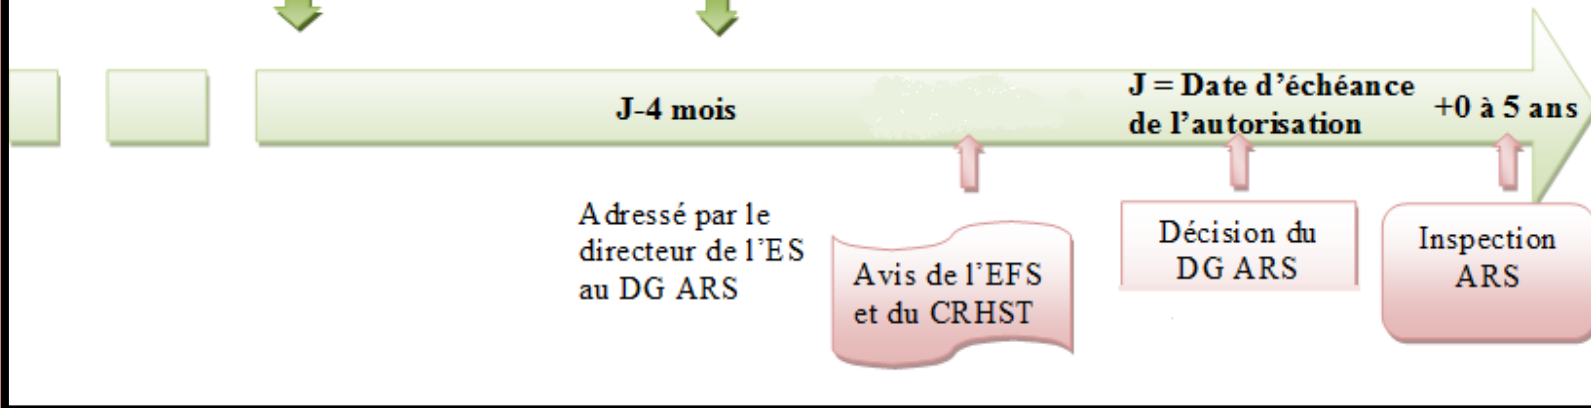 J-4 mois
J = Date d’échéance
de l’autorisation
+0 à 5 ans
Adressé par le
directeur de l’ES
au DG ARS
Avis de l’EFS
et du CRHST
Décision du
DG ARS
Inspection
ARS